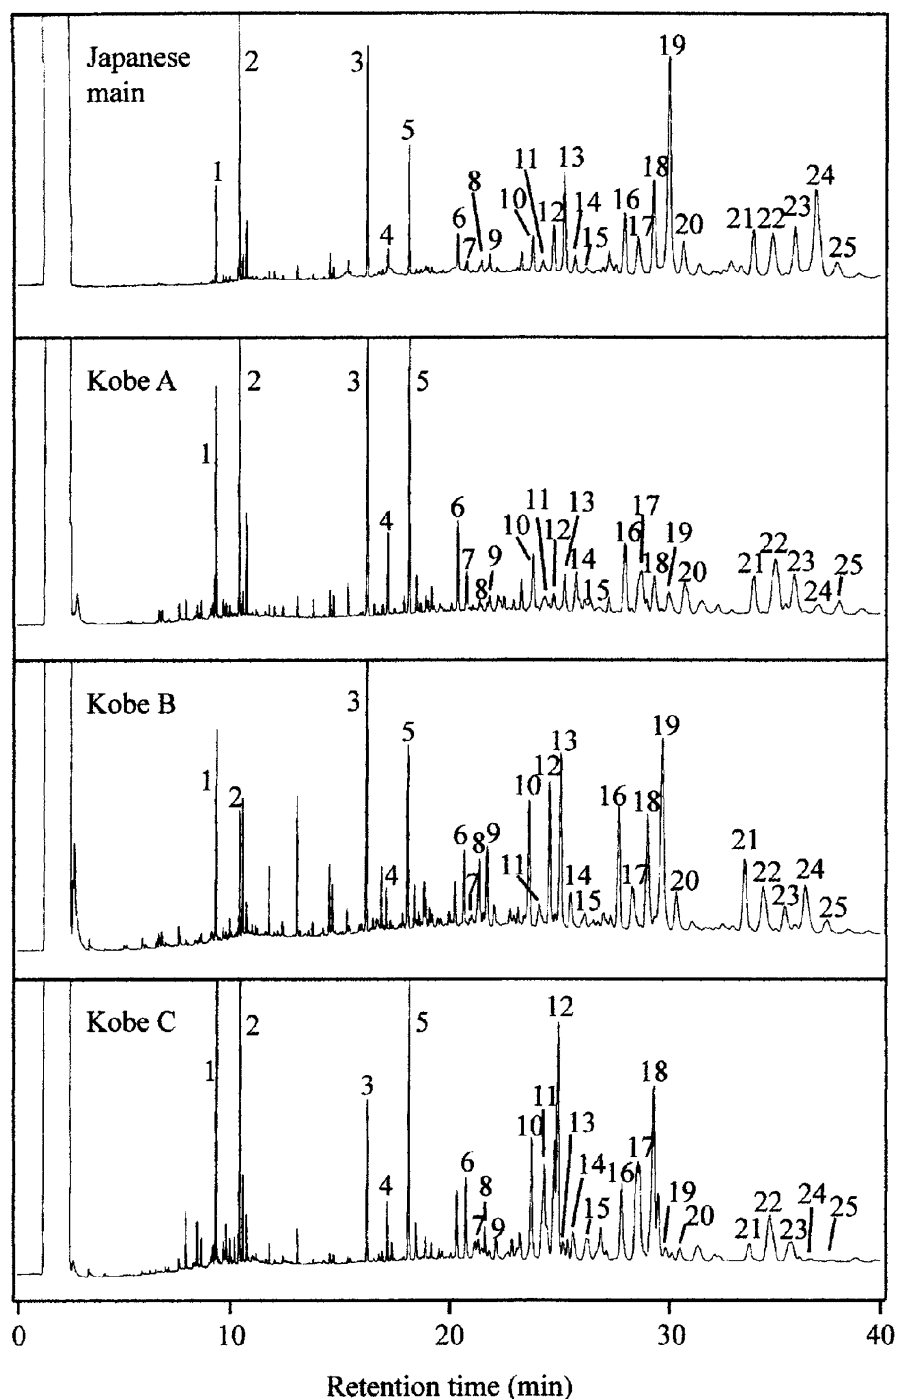 Japanese
main
1 2 3 4 5 6 7 8 9 10 11 12 13 14 15 16 17 18 19 20 21 22 23 24 25
Kobe A
1 2 3 4 5 6 7 8 9 10 11 12 13 14 15 16 17 18 19 20 21 22 23 24 25
Kobe B
1 2 3 4 5 6 7 8 9 10 11 12 13 14 15 16 17 18 19 20 21 22 23 24 25
Kobe C
1 2 3 4 5 6 7 8 9 10 11 12 13 14 15 16 17 18 19 20 21 22 23 24 25
0 10 20 30 40
Retention time (min)